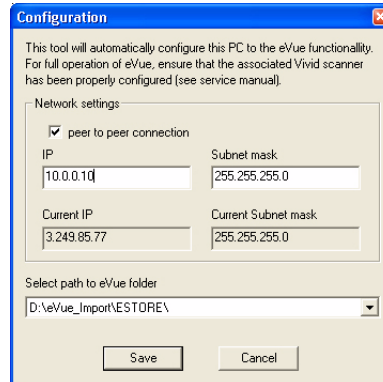 Configuration
This tool will automatically configure this PC to the eVue functionallity.
For full operation of eVue, ensure that the associated Vivid scanner
has been properly configured (see service manual).
Network settings
peer to peer connection
IP Subnet mask
10.0.0.10 255.255.255.0
Current IP Current Subnet mask
3.249.85.77 255.255.255.0
Select path to eVue folder
D:\eVue_Import\ESTORE\
Save Cancel